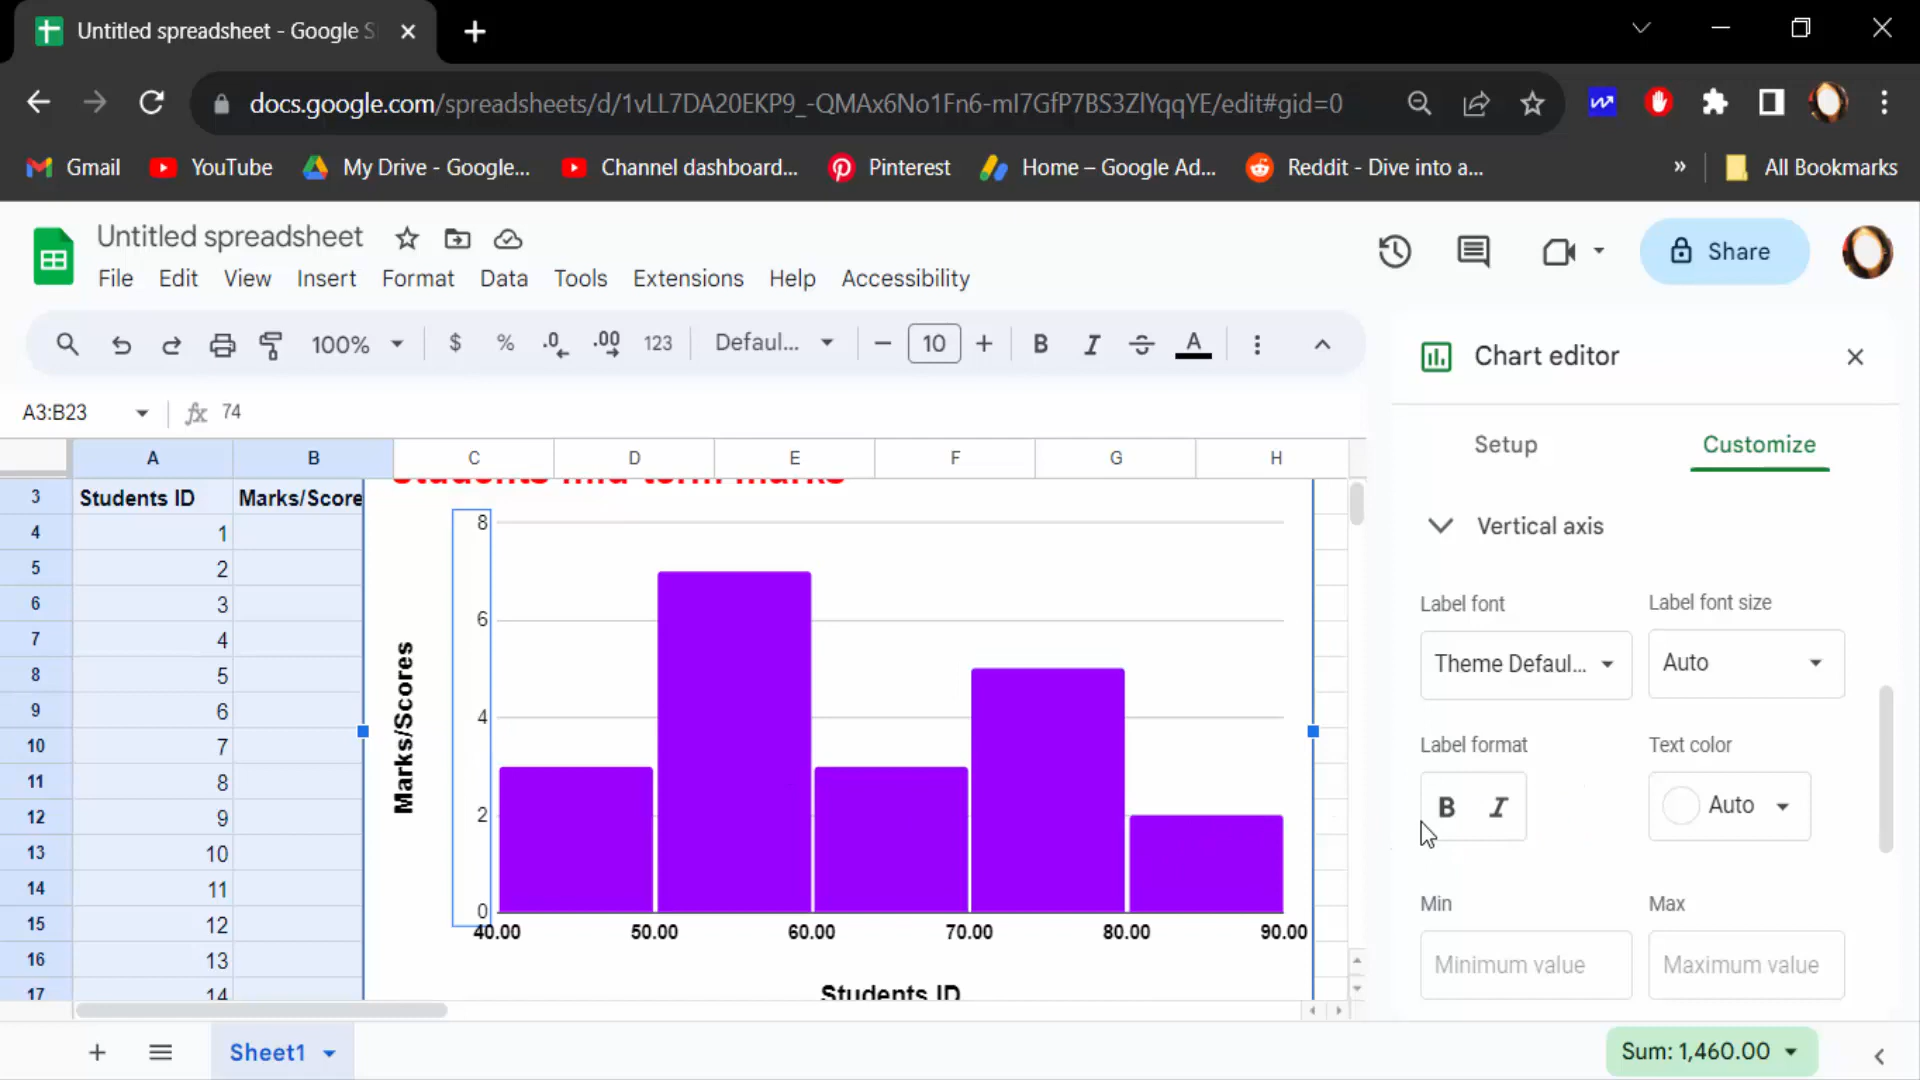 Untitled spreadsheet - Google S
docs.google.com/spreadsheets/d/1vLL7DA20EKP9_-QMAx6No1Fn6-mI7GfP7BS3ZlYqqYE/edit#gid=0
Gmail YouTube My Drive - Google... Channel dashboard... Pinterest Home – Google Ad... Reddit - Dive into a... » All Bookmarks
Untitled spreadsheet
Share
File Edit View Insert Format Data Tools Extensions Help Accessibility
100% $ % .0 .00 123 Defaul... − 10 + B I S A
Chart editor
A3:B23 fx 74
Setup Customize
A B C D E F G H
Students mid-term marks
3 Students ID Marks/Score
4 1
5 2
6 3
7 4
8 5
9 6
10 7
11 8
12 9
13 10
14 11
15 12
16 13
17 14
8
6
4
2
0
Marks/Scores
40.00 50.00 60.00 70.00 80.00 90.00
Students ID
Vertical axis
Label font Label font size
Theme Defaul... Auto
Label format Text color
B I Auto
Min Max
Minimum value Maximum value
Sheet1
Sum: 1,460.00